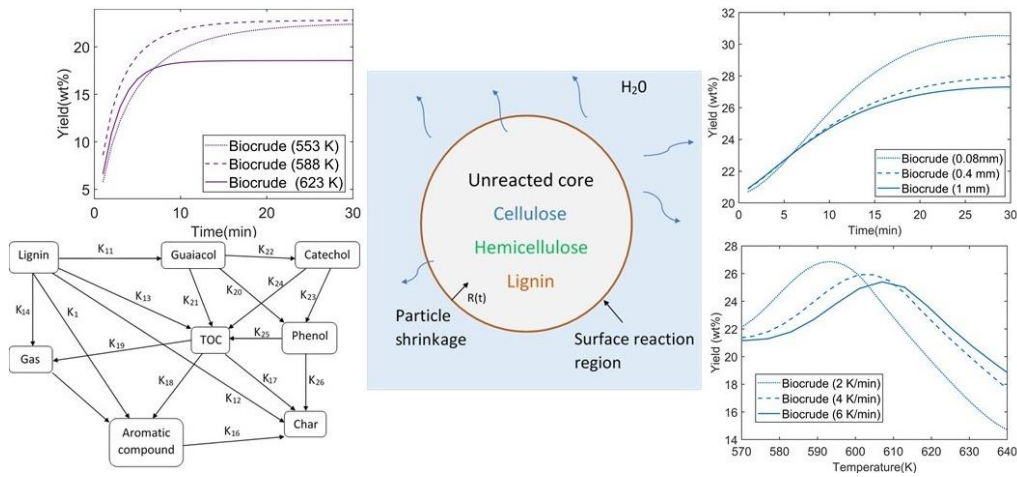 Yield(wt%)
20
10
5
0
10
20
30
Time(min)
Biocrude (553 K)
Biocrude (588 K)
Biocrude (623 K)
Lignin
K11
Guaiacol
K22
Catechol
K14
K1
K13
K21
K20
K24
K23
K19
TOC
K25
Phenol
Gas
K18
K17
K12
K26
Aromatic
compound
K16
Char
H20
Unreacted core
Cellulose
Hemicellulose
Lignin
R(t)
Particle
shrinkage
Surface reaction
region
Yield (wt%)
32
30
28
26
24
22
20
0
5
10
15
20
25
30
Time(min)
Biocrude (0.08mm)
Biocrude (0.4 mm)
Biocrude (1 mm)
Yield (wt%)
28
26
24
22
20
18
16
14
570
580
590
600
610
620
630
640
Temperature(K)
Biocrude (2 K/min)
Biocrude (4 K/min)
Biocrude (6 K/min)